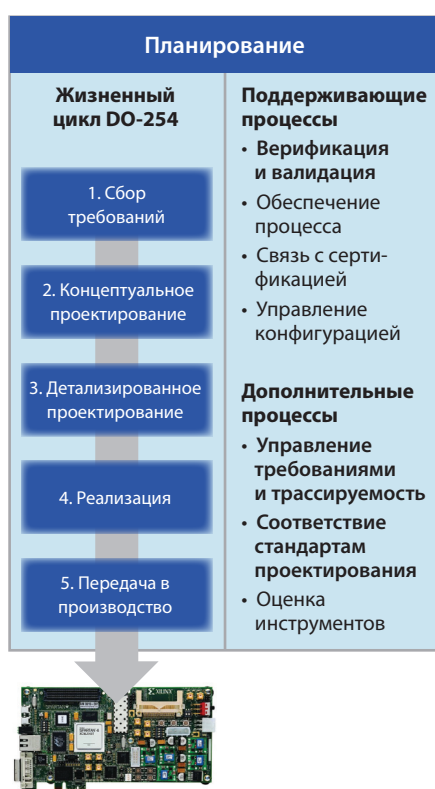 Планирование
Жизненный
цикл DO-254
1. Сбор
требований
2. Концептуальное
проектирование
3. Детализированное
проектирование
4. Реализация
5. Передача в
производство
Поддерживающие
процессы
• Верификация
и валидация
• Обеспечение
процесса
• Связь с серти-
фикацией
• Управление
конфигурацией
Дополнительные
процессы
• Управление
требованиями
и трассируемость
• Соответствие
стандартам
проектирования
• Оценка
инструментов
XILINX